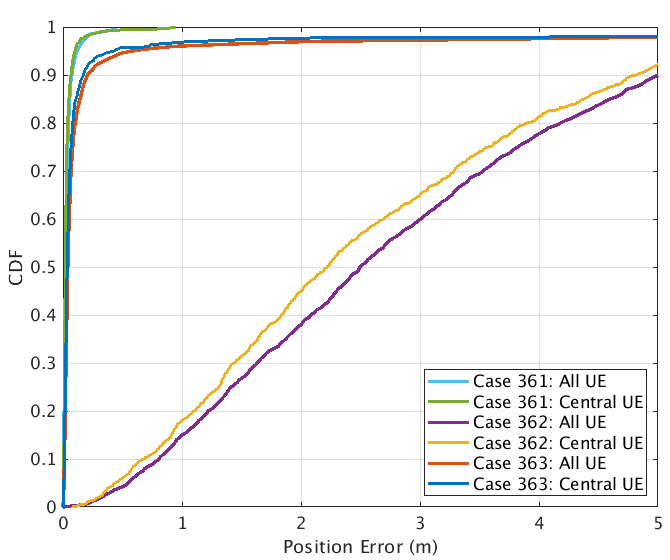 1
0.9
0.8
0.7
0.6
0.5
0.4
0.3
0.2
0.1
0
CDF
Case 361: All UE
Case 361: Central UE
Case 362: All UE
Case 362: Central UE
Case 363: All UE
Case 363: Central UE
0 1 2 3 4 5
Position Error (m)